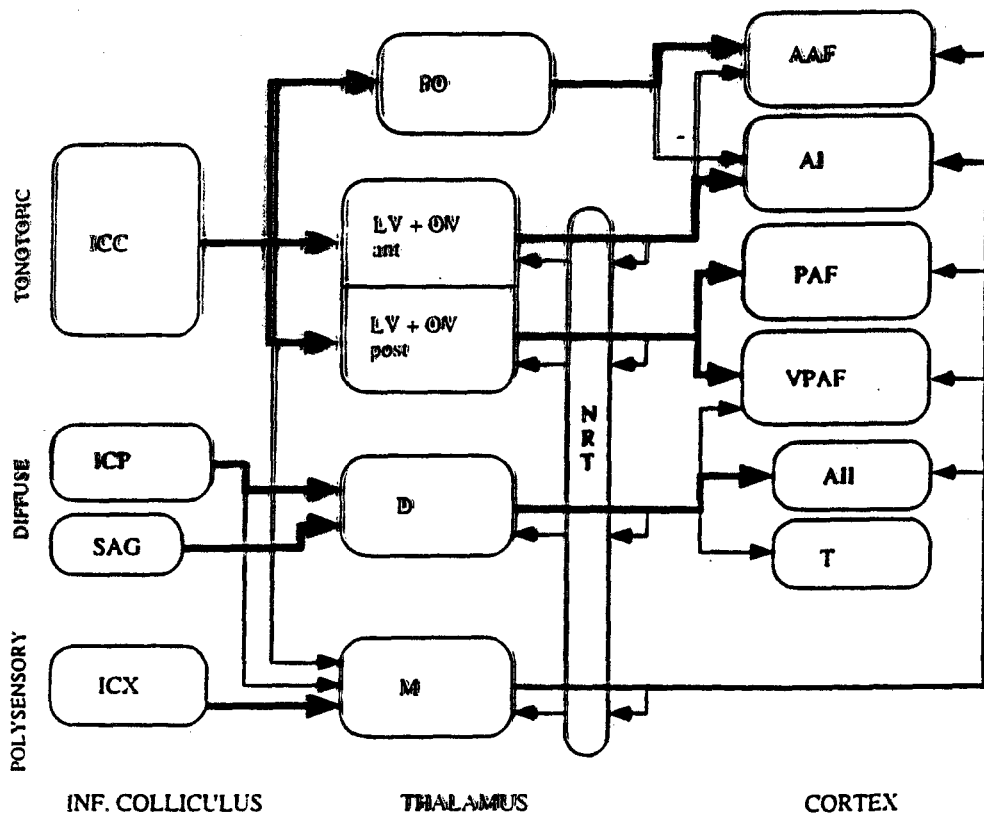 TONOTOPIC
DIFFUSE
POLYSENSORY
ICC
ICP
SAG
ICX
PO
LV + OV
ant
LV + OV
post
D
M
N
R
T
AAF
AI
PAF
VPAF
AII
T
INF. COLLICULUS
THALAMUS
CORTEX